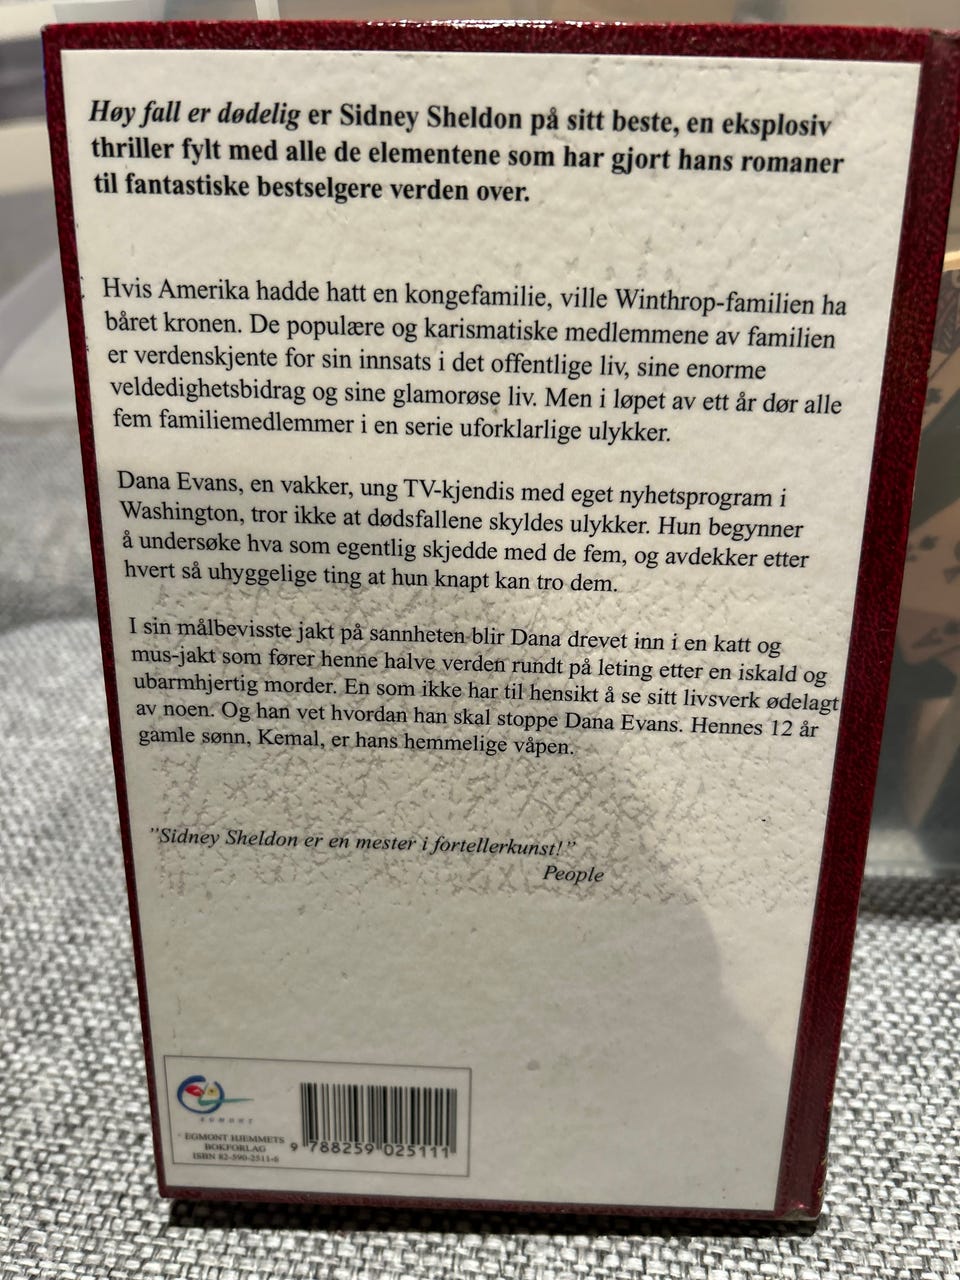 Høy fall er dødelig er Sidney Sheldon på sitt beste, en eksplosiv
thriller fylt med alle de elementene som har gjort hans romaner
til fantastiske bestselgere verden over.
Hvis Amerika hadde hatt en kongefamilie, ville Winthrop-familien ha
båret kronen. De populære og karismatiske medlemmene av familien
er verdenskjente for sin innsats i det offentlige liv, sine enorme
veldedighetsbidrag og sine glamorøse liv. Men i løpet av ett år dør alle
fem familiemedlemmer i en serie uforklarlige ulykker.
Dana Evans, en vakker, ung TV-kjendis med eget nyhetsprogram i
Washington, tror ikke at dødsfallene skyldes ulykker. Hun begynner
å undersøke hva som egentlig skjedde med de fem, og avdekker etter
hvert så uhyggelige ting at hun knapt kan tro dem.
I sin målbevisste jakt på sannheten blir Dana drevet inn i en katt og
mus-jakt som fører henne halve verden rundt på leting etter en iskald og
ubarmhjertig morder. En som ikke har til hensikt å se sitt livsverk ødelagt
av noen. Og han vet hvordan han skal stoppe Dana Evans. Hennes 12 år
gamle sønn, Kemal, er hans hemmelige våpen.
"Sidney Sheldon er en mester i fortellerkunst!"
People
EGMONT
EGMONT HJEMMETS
BOKFORLAG
ISBN 82-590-2511-6
9 788259 025111